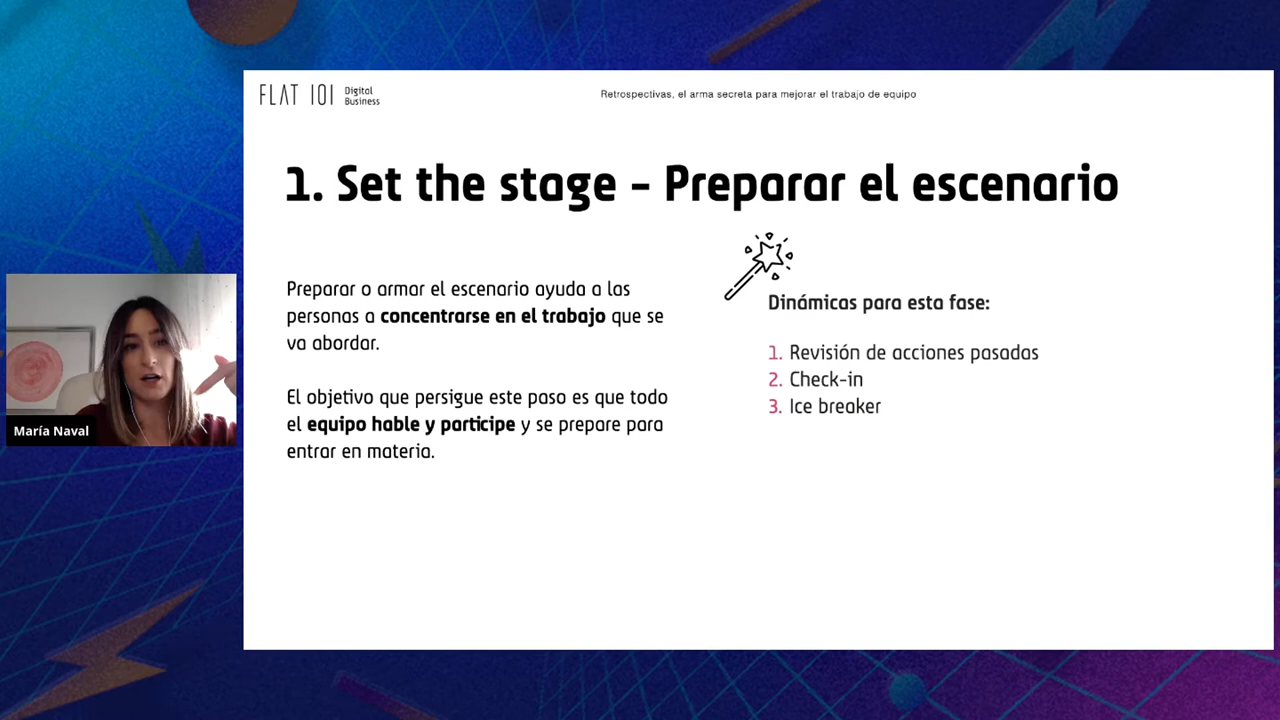 FLAT 101 Digital Business
Retrospectivas, el arma secreta para mejorar el trabajo de equipo
1. Set the stage - Preparar el escenario
Preparar o armar el escenario ayuda a las
personas a concentrarse en el trabajo que se
va abordar.
El objetivo que persigue este paso es que todo
el equipo hable y participe y se prepare para
entrar en materia.
Dinámicas para esta fase:
1. Revisión de acciones pasadas
2. Check-in
3. Ice breaker
María Naval